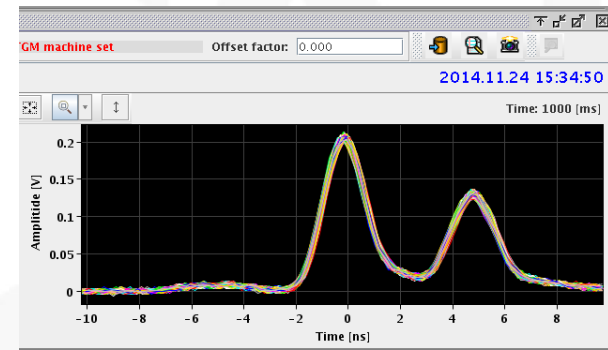 TGM machine set Offset factor: 0.000
2014.11.24 15:34:50
Time: 1000 [ms]
Amplitide [V]
0.2
0.15
0.1
0.05
0
-10 -8 -6 -4 -2 0 2 4 6 8
Time [ns]